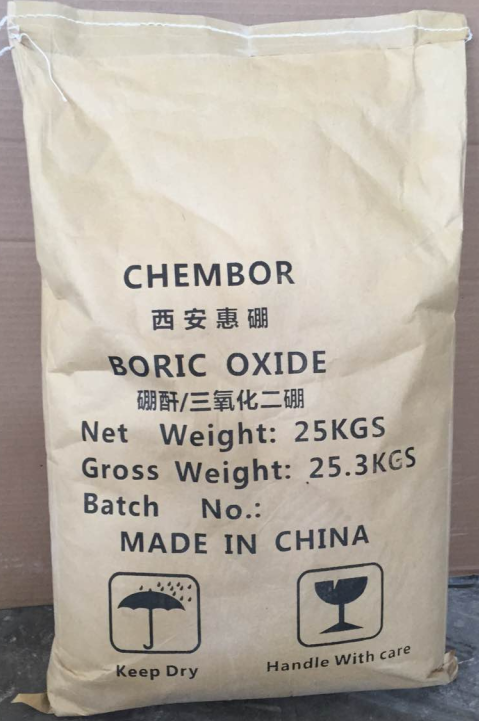 CHEMBOR
西安惠硼
BORIC OXIDE
硼酐/三氧化二硼
Net Weight: 25KGS
Gross Weight: 25.3KGS
Batch No.:
MADE IN CHINA
Keep Dry
Handle With care